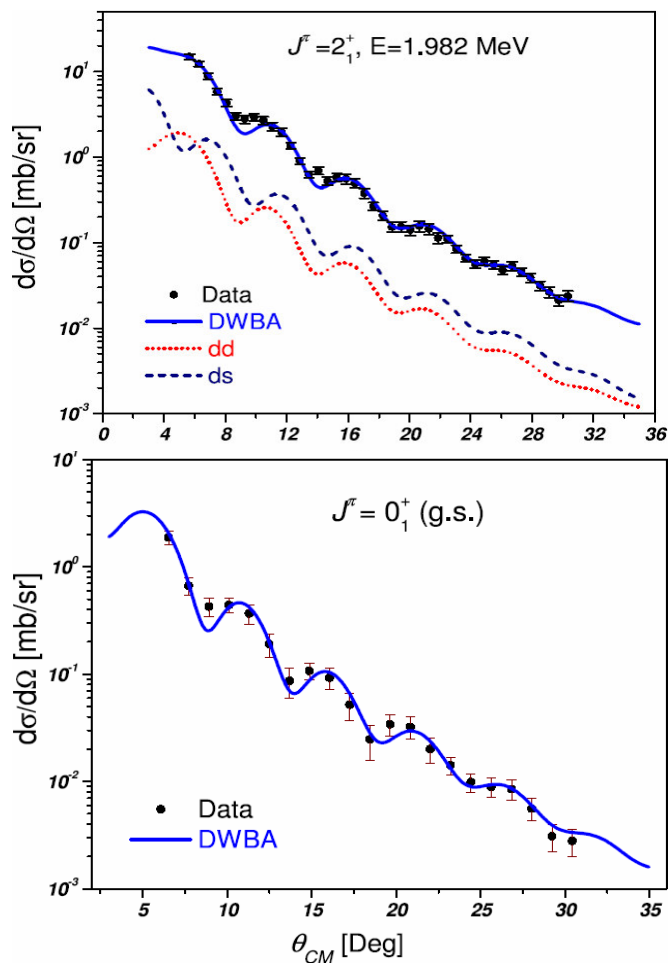 J^π =2₁⁺, E=1.982 MeV
10¹
10⁰
10⁻¹
10⁻²
10⁻³
dσ/dΩ [mb/sr]
Data
DWBA
dd
ds
0 4 8 12 16 20 24 28 32 36
J^π = 0₁⁺ (g.s.)
10¹
10⁰
10⁻¹
10⁻²
10⁻³
dσ/dΩ [mb/sr]
Data
DWBA
5 10 15 20 25 30 35
θ_CM [Deg]